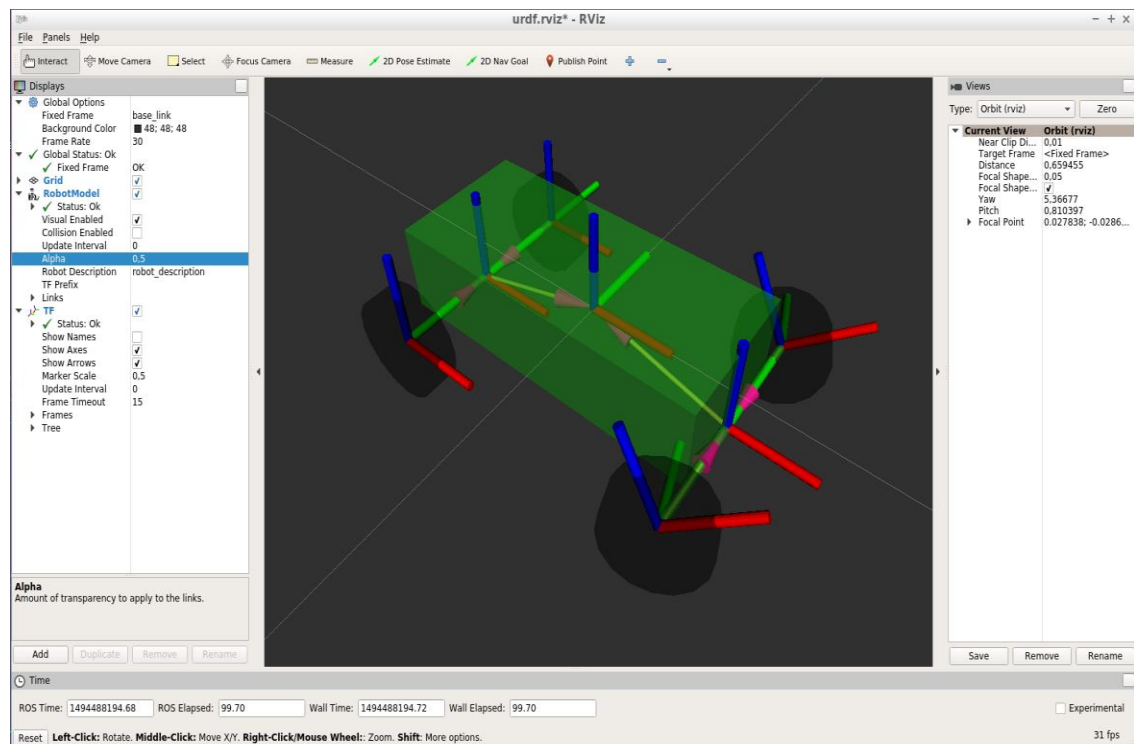 urdf.rviz* - RViz
File Panels Help
Interact Move Camera Select Focus Camera Measure 2D Pose Estimate 2D Nav Goal Publish Point
Displays
Global Options
Fixed Frame base_link
Background Color 48; 48; 48
Frame Rate 30
Global Status: Ok
Fixed Frame OK
Grid
RobotModel
Status: Ok
Visual Enabled
Collision Enabled
Update Interval 0
Alpha 0,5
Robot Description robot_description
TF Prefix
Links
TF
Status: Ok
Show Names
Show Axes
Show Arrows
Marker Scale 0,5
Update Interval 0
Frame Timeout 15
Frames
Tree
Alpha
Amount of transparency to apply to the links.
Add Duplicate Remove Rename
Views
Type: Orbit (rviz) Zero
Current View Orbit (rviz)
Near Clip Di... 0,01
Target Frame <Fixed Frame>
Distance 0,659455
Focal Shape... 0,05
Focal Shape...
Yaw 5,36677
Pitch 0,810397
Focal Point 0.027838; -0.0286...
Save Remove Rename
Time
ROS Time: 1494488194.68 ROS Elapsed: 99.70 Wall Time: 1494488194.72 Wall Elapsed: 99.70 Experimental
Reset Left-Click: Rotate. Middle-Click: Move X/Y. Right-Click/Mouse Wheel:: Zoom. Shift: More options. 31 fps